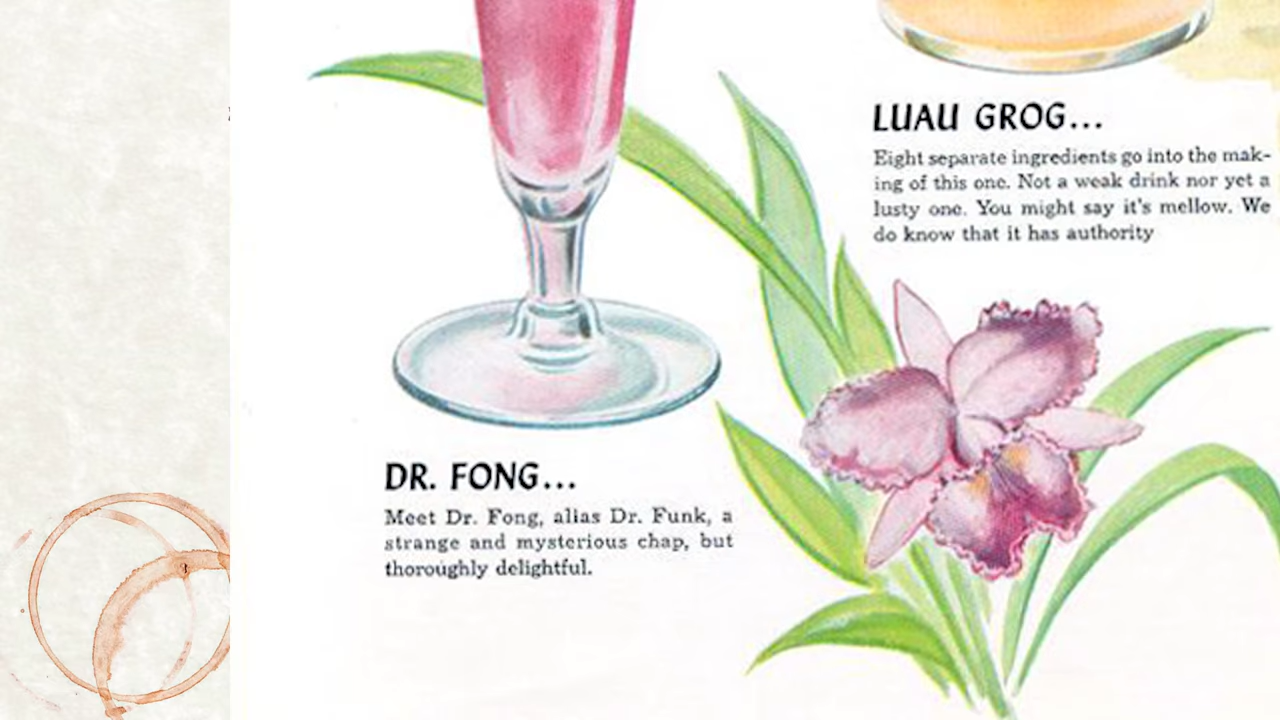 LUAU GROG...
Eight separate ingredients go into the mak-
ing of this one. Not a weak drink nor yet a
lusty one. You might say it's mellow. We
do know that it has authority
DR. FONG...
Meet Dr. Fong, alias Dr. Funk, a
strange and mysterious chap, but
thoroughly delightful.